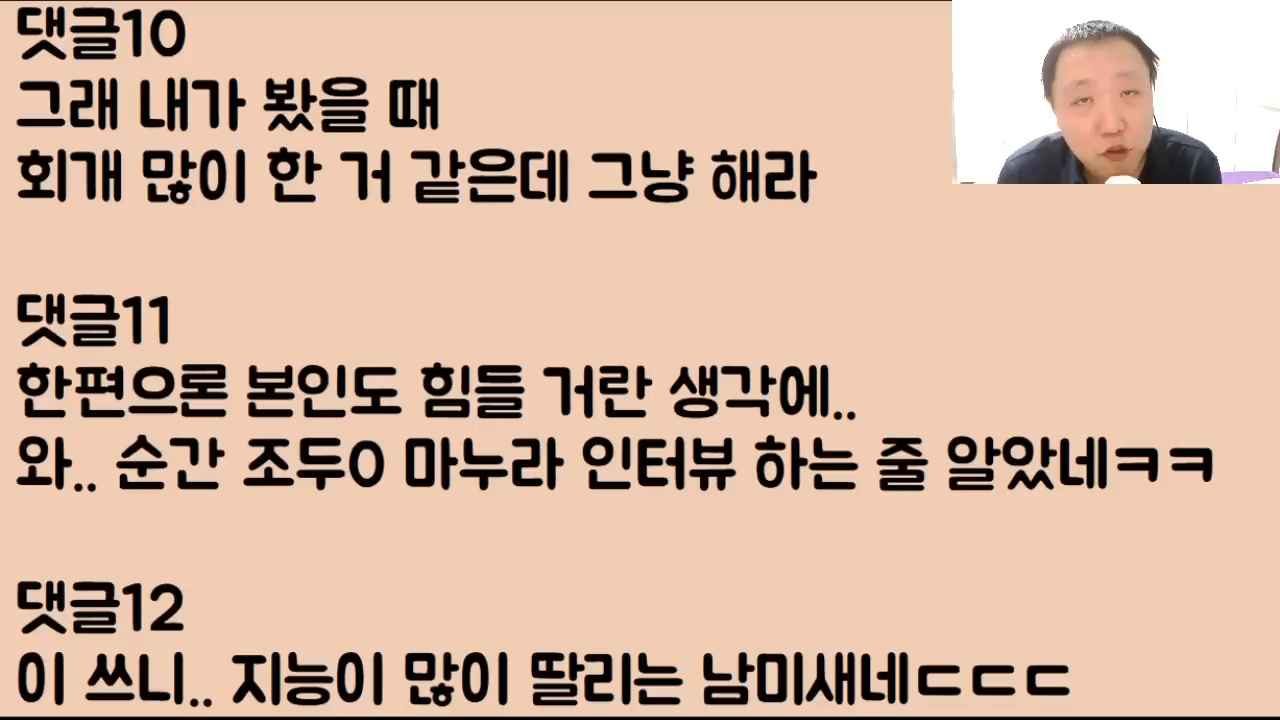 댓글10
그래 내가 봤을 때
회개 많이 한 거 같은데 그냥 해라
댓글11
한편으론 본인도 힘들 거란 생각에..
와.. 순간 조두0 마누라 인터뷰 하는 줄 알았네ㅋㅋ
댓글12
이 쓰니.. 지능이 많이 딸리는 남미새네ㄷㄷㄷ